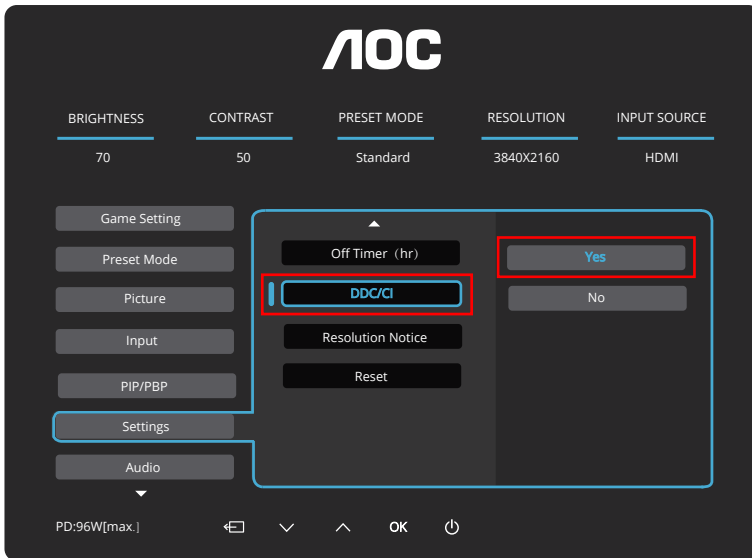 AOC
BRIGHTNESS CONTRAST PRESET MODE RESOLUTION INPUT SOURCE
70 50 Standard 3840X2160 HDMI
Game Setting
Off Timer（hr） Yes
Preset Mode
DDC/CI No
Picture
Resolution Notice
Input
Reset
PIP/PBP
Settings
Audio
PD:96W[max.] OK